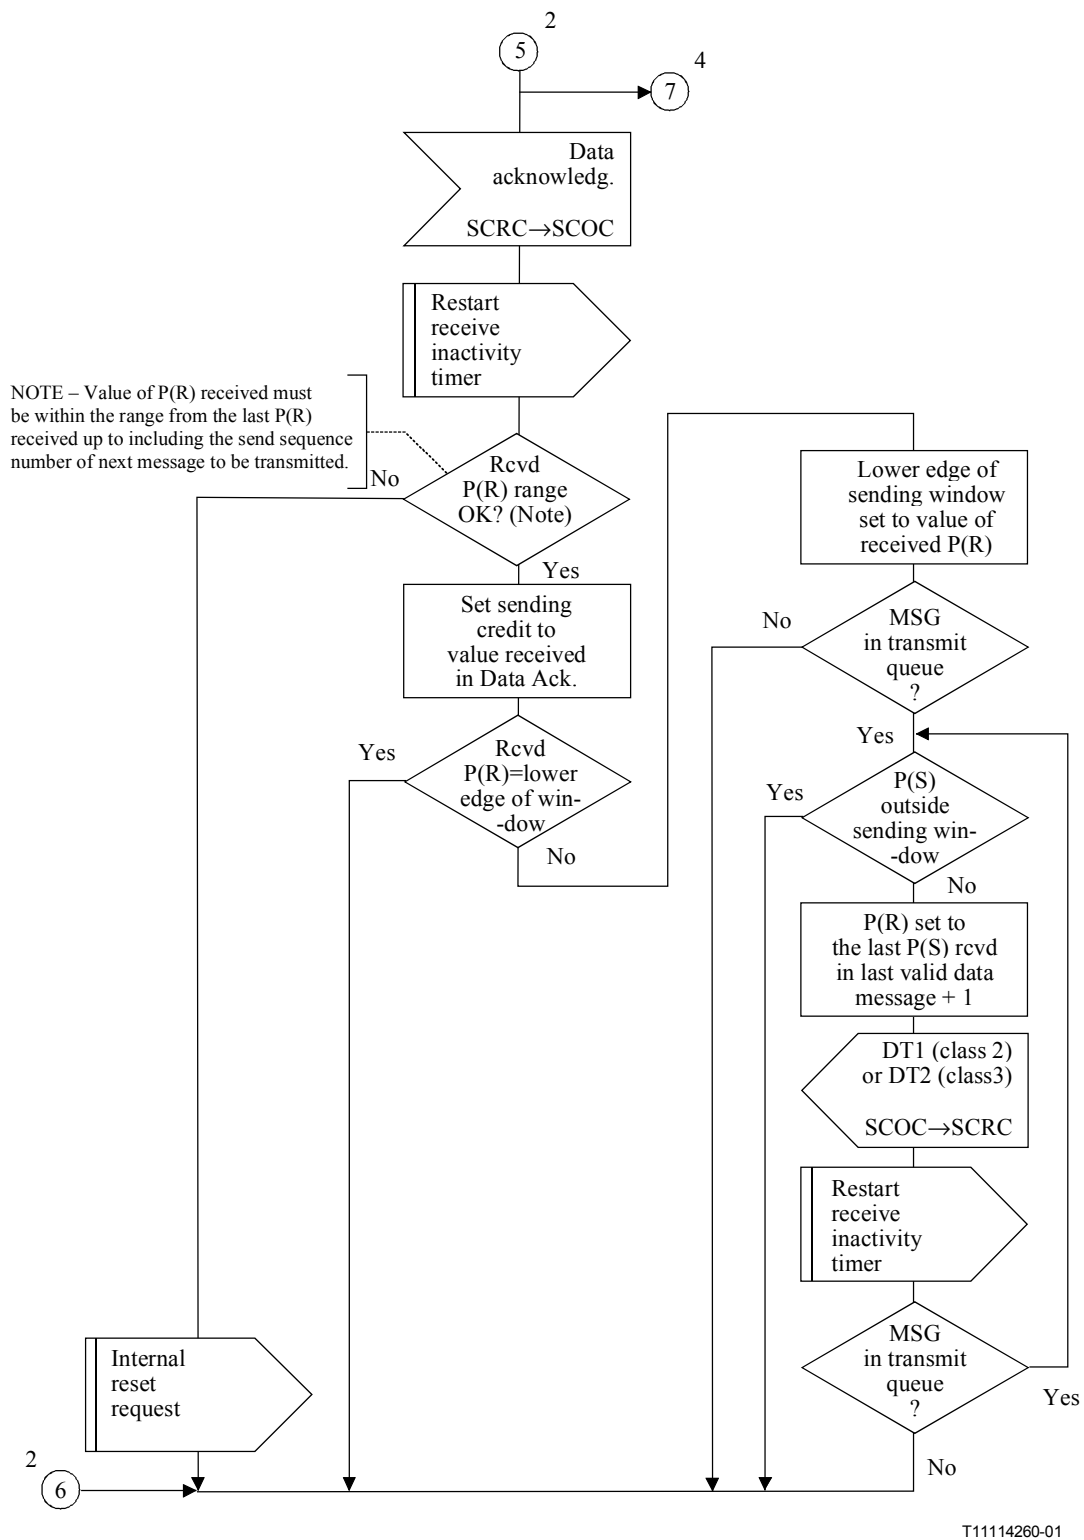 2
5
4
7
Data
acknowledg.
SCRC→SCOC
Restart
receive
inactivity
timer
NOTE – Value of P(R) received must
be within the range from the last P(R)
received up to including the send sequence
number of next message to be transmitted.
No
Rcvd
P(R) range
OK? (Note)
Yes
Set sending
credit to
value received
in Data Ack.
Yes
Rcvd
P(R)=lower
edge of win-
-dow
No
Lower edge of
sending window
set to value of
received P(R)
No
MSG
in transmit
queue
?
Yes
Yes
P(S)
outside
sending win-
-dow
No
P(R) set to
the last P(S) rcvd
in last valid data
message + 1
DT1 (class 2)
or DT2 (class3)
SCOC→SCRC
Restart
receive
inactivity
timer
MSG
in transmit
queue
?
Yes
No
Internal
reset
request
2
6
T11114260-01